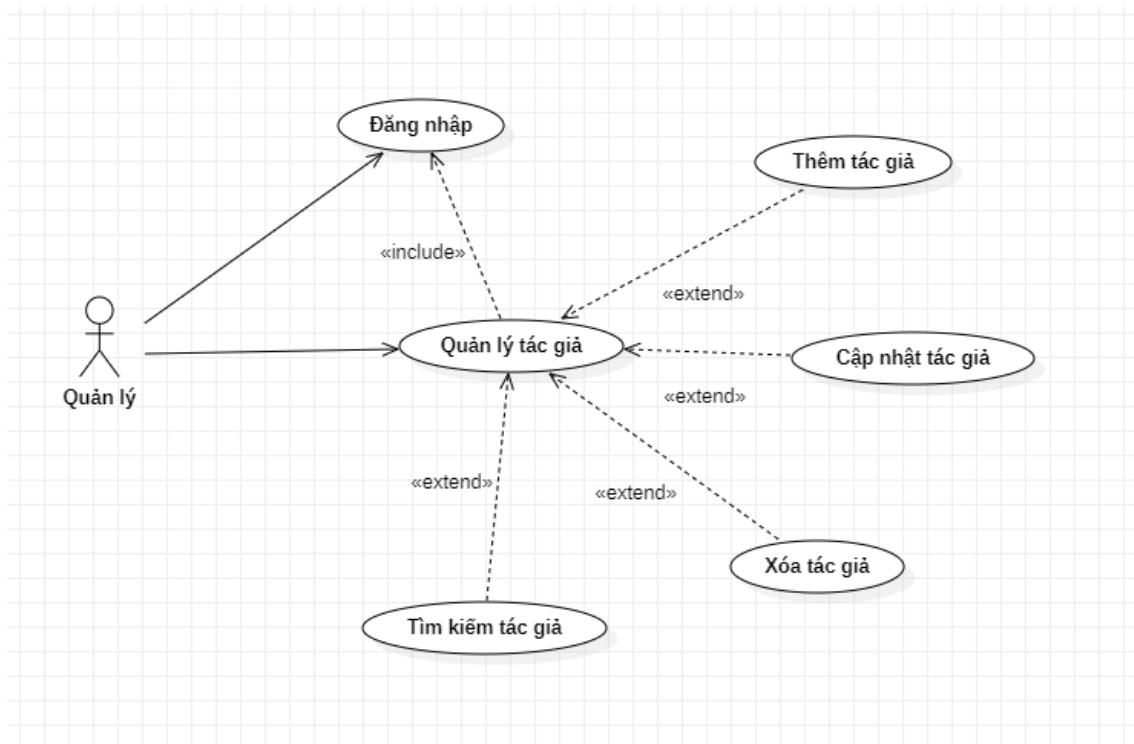 Đăng nhập
Thêm tác giả
«include»
«extend»
Quản lý tác giả
Cập nhật tác giả
Quản lý
«extend»
«extend»
«extend»
Xóa tác giả
Tìm kiếm tác giả